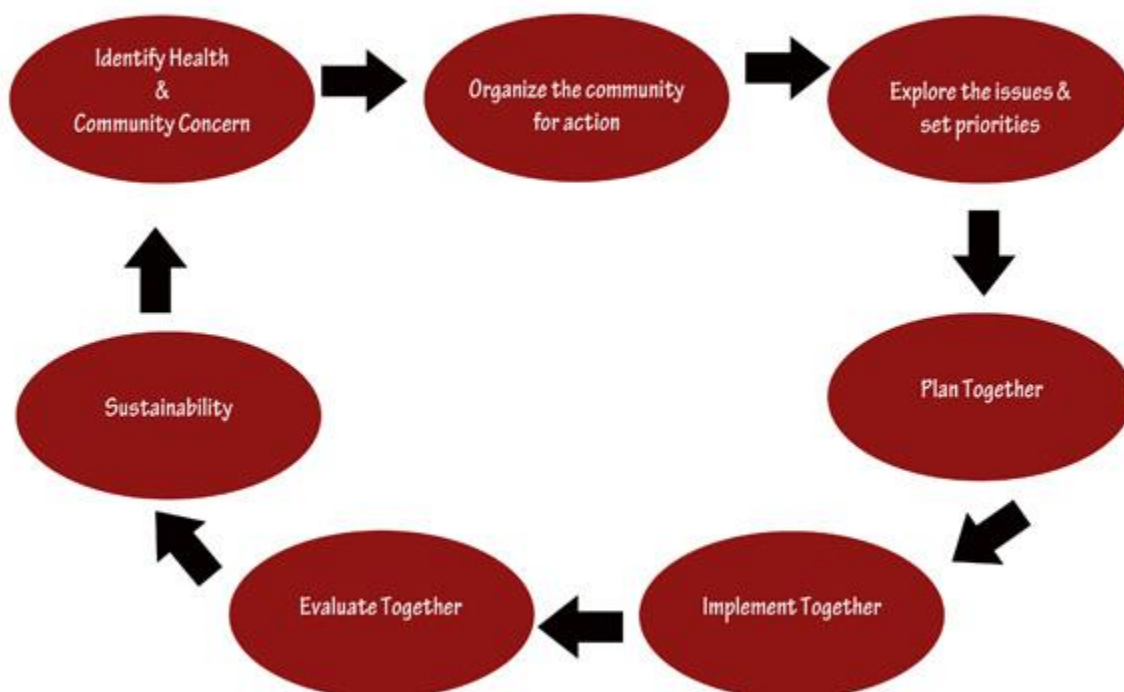 Identify Health
&
Community Concern
Organize the community
for action
Explore the issues &
set priorities
Plan Together
Implement Together
Evaluate Together
Sustainability